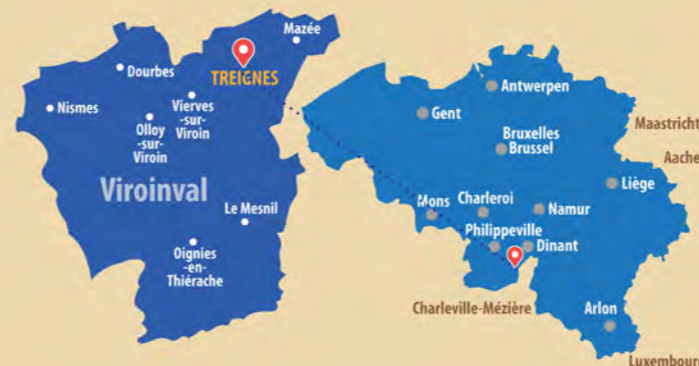 Mazée
TREIGNES
Dourbes
Nismes
Vierves
-sur-
Viroin
Olloy
-sur-
Viroin
Viroinval
Le Mesnil
Oignies
-en-
Thiérache
Antwerpen
Gent
Maastricht
Bruxelles
Brussel
Aache
Liège
Mons
Charleroi
Namur
Philippeville
Dinant
Charleville-Mézière
Arlon
Luxembourg